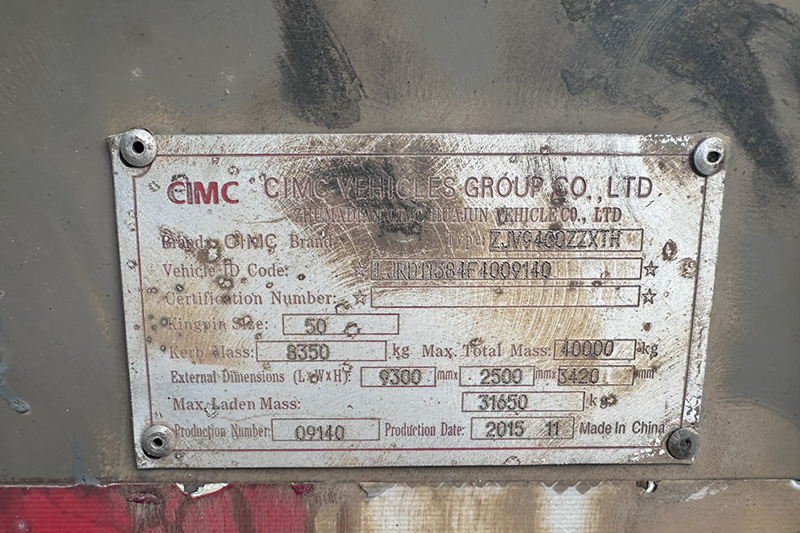 CIMC CIMC VEHICLES GROUP CO.,LTD
ZHUMADIAN CIMC HUAJUN VEHICLE CO., LTD
Brand: CIMC Brand Type: ZJV9400ZZXTH
Vehicle ID Code: ☆ ☆
Certification Number: ☆ ☆
Kingpin Size: 50
Kerb Mass: 8350 kg Max. Total Mass: 40000 kg
External Dimensions (L×W×H): 9300 mm× 2500 mm× 3420 mm
Max. Laden Mass: 31650 kg
Production Number: 09140 Production Date: 2015 11 Made In China